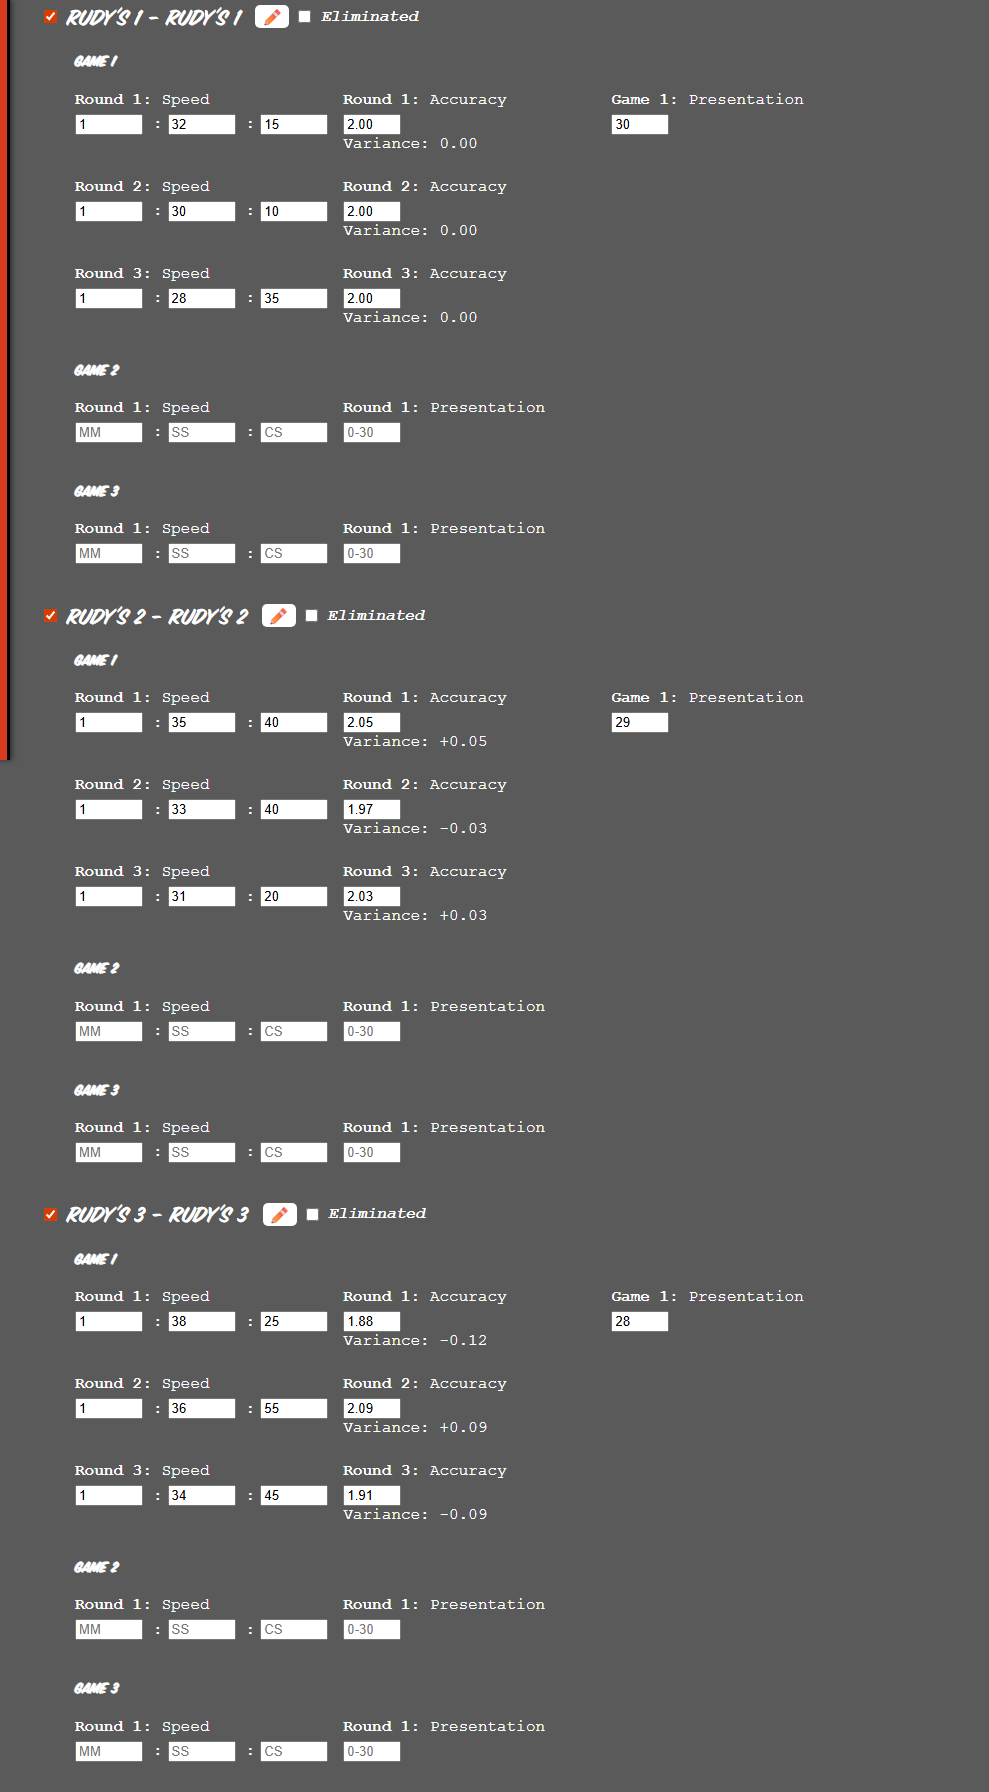 RUDY'S 1 - RUDY'S 1 Eliminated
GAME 1
Round 1: Speed Round 1: Accuracy Game 1: Presentation
1 : 32 : 15 2.00 30
Variance: 0.00
Round 2: Speed Round 2: Accuracy
1 : 30 : 10 2.00
Variance: 0.00
Round 3: Speed Round 3: Accuracy
1 : 28 : 35 2.00
Variance: 0.00
GAME 2
Round 1: Speed Round 1: Presentation
MM : SS : CS 0-30
GAME 3
Round 1: Speed Round 1: Presentation
MM : SS : CS 0-30
RUDY'S 2 - RUDY'S 2 Eliminated
GAME 1
Round 1: Speed Round 1: Accuracy Game 1: Presentation
1 : 35 : 40 2.05 29
Variance: +0.05
Round 2: Speed Round 2: Accuracy
1 : 33 : 40 1.97
Variance: -0.03
Round 3: Speed Round 3: Accuracy
1 : 31 : 20 2.03
Variance: +0.03
GAME 2
Round 1: Speed Round 1: Presentation
MM : SS : CS 0-30
GAME 3
Round 1: Speed Round 1: Presentation
MM : SS : CS 0-30
RUDY'S 3 - RUDY'S 3 Eliminated
GAME 1
Round 1: Speed Round 1: Accuracy Game 1: Presentation
1 : 38 : 25 1.88 28
Variance: -0.12
Round 2: Speed Round 2: Accuracy
1 : 36 : 55 2.09
Variance: +0.09
Round 3: Speed Round 3: Accuracy
1 : 34 : 45 1.91
Variance: -0.09
GAME 2
Round 1: Speed Round 1: Presentation
MM : SS : CS 0-30
GAME 3
Round 1: Speed Round 1: Presentation
MM : SS : CS 0-30